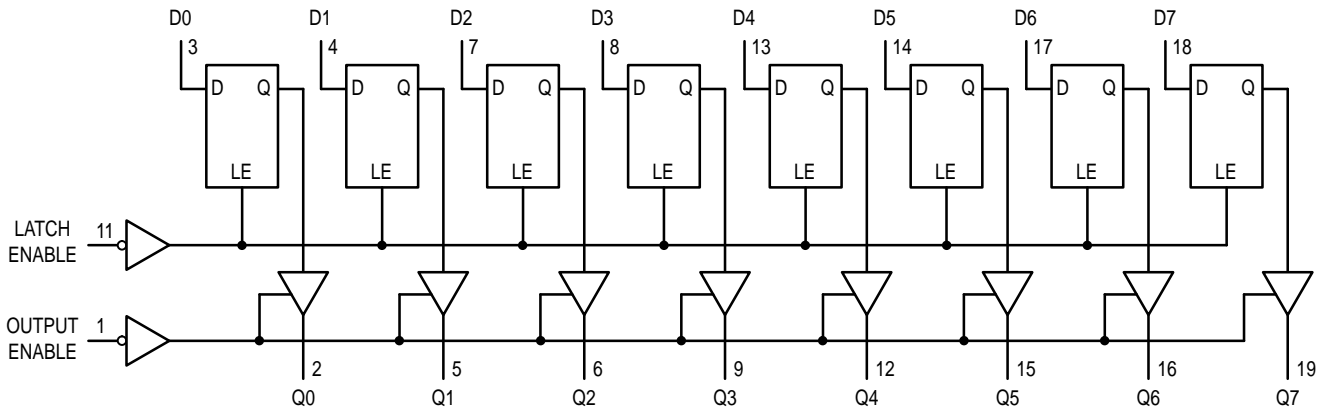 D0 D1 D2 D3 D4 D5 D6 D7
3 4 7 8 13 14 17 18
D Q D Q D Q D Q D Q D Q D Q D Q
LE LE LE LE LE LE LE LE
LATCH 11
ENABLE
OUTPUT 1
ENABLE
2 5 6 9 12 15 16 19
Q0 Q1 Q2 Q3 Q4 Q5 Q6 Q7